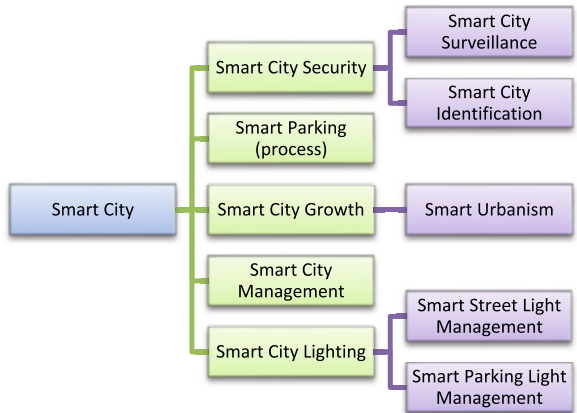 Smart City
Smart City Security
Smart City
Surveillance
Smart City
Identification
Smart Parking
(process)
Smart City Growth
Smart Urbanism
Smart City
Management
Smart City Lighting
Smart Street Light
Management
Smart Parking Light
Management